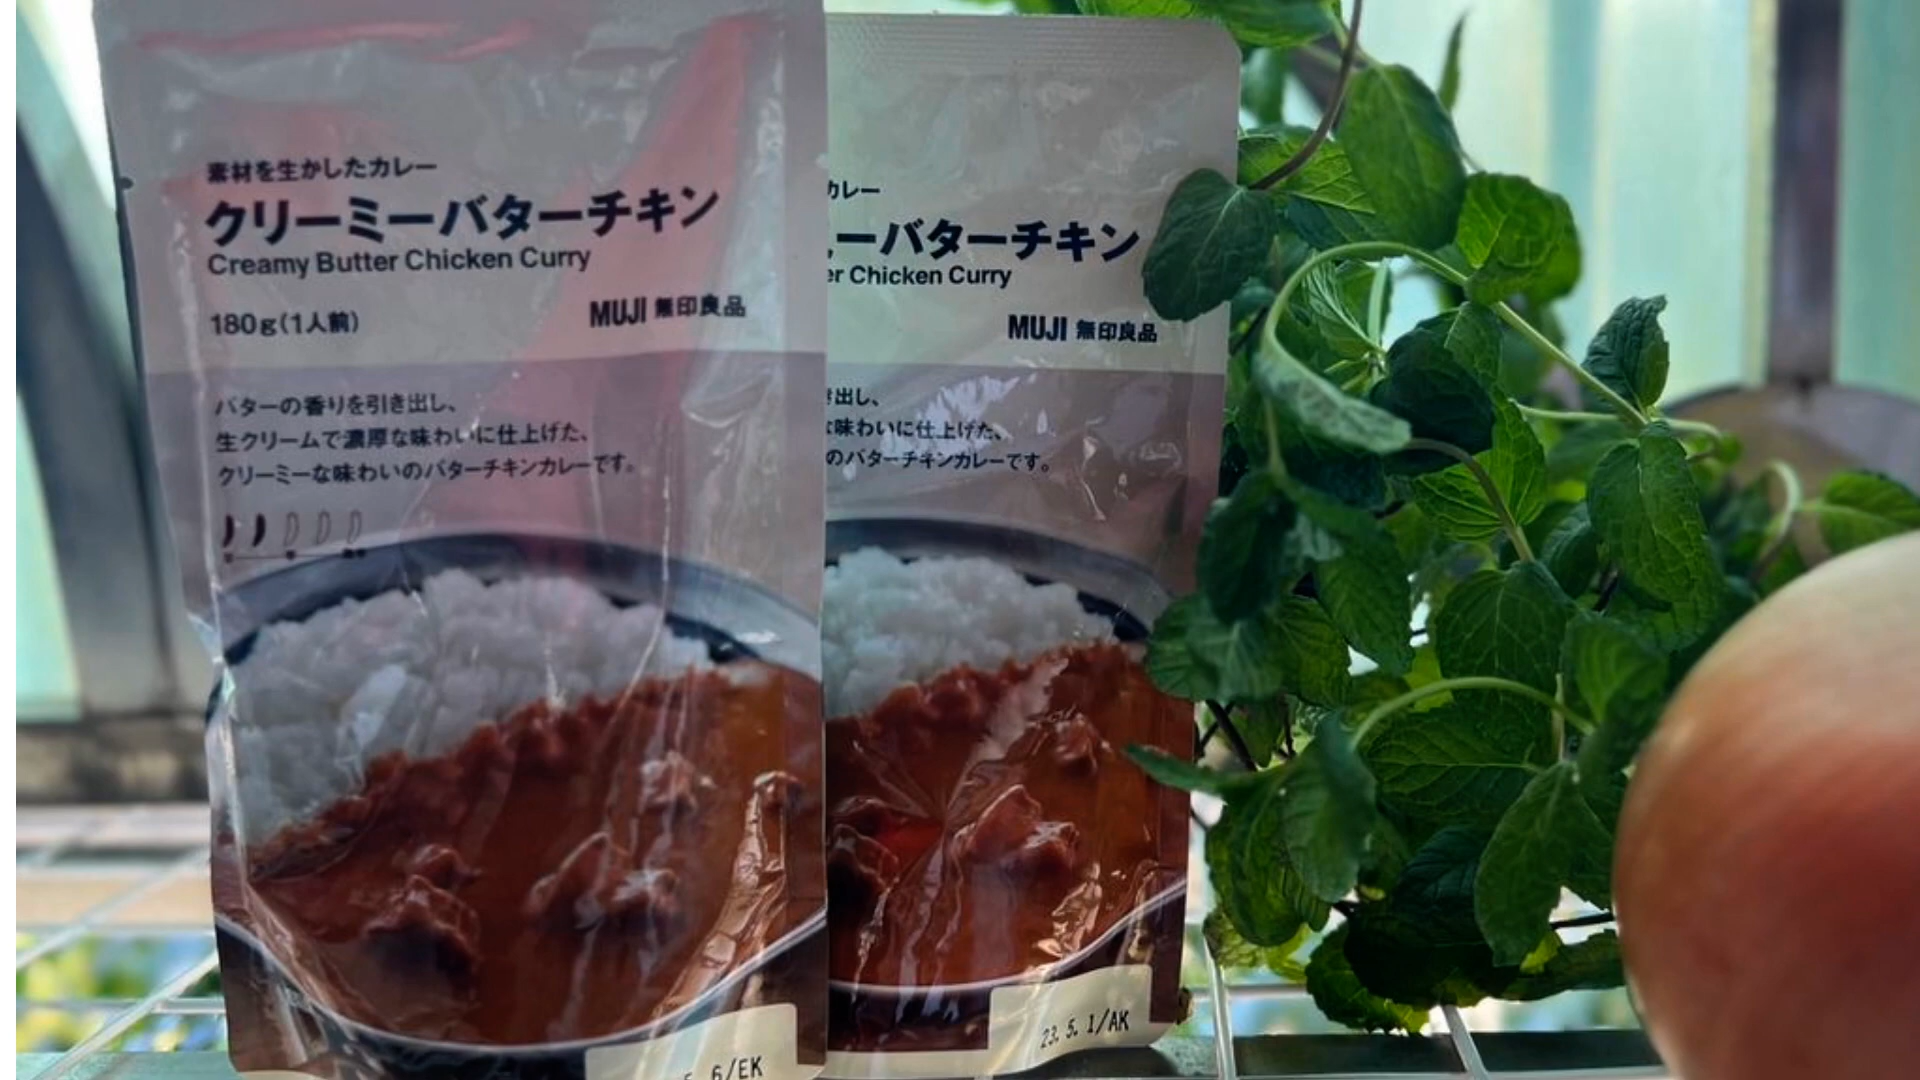 素材を生かしたカレー
クリーミーバターチキン
Creamy Butter Chicken Curry
180g(1人前)
MUJI 無印良品
バターの香りを引き出し、
生クリームで濃厚な味わいに仕上げた、
クリーミーな味わいのバターチキンカレーです。
6/EK
カレー
ーバターチキン
er Chicken Curry
MUJI 無印良品
き出し、
な味わいに仕上げた、
のバターチキンカレーです。
23. 5. 1/AK